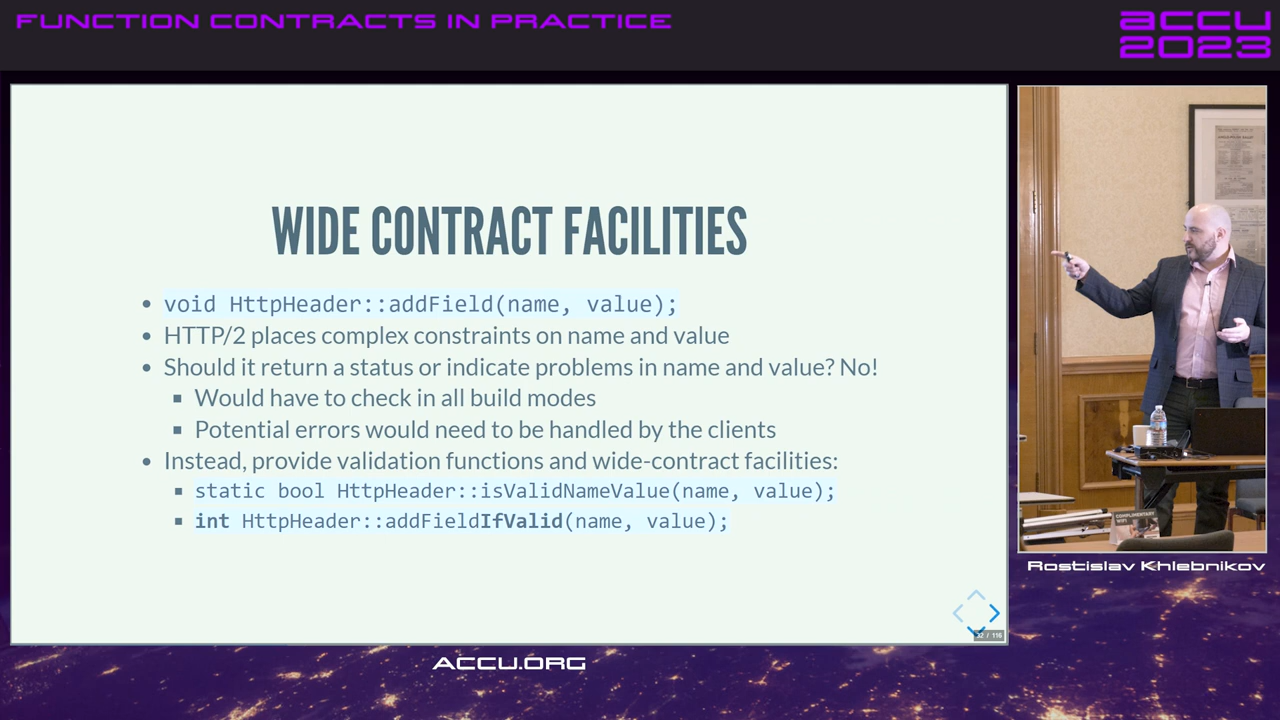 FUNCTION CONTRACTS IN PRACTICE
accu
2023
WIDE CONTRACT FACILITIES
void HttpHeader::addField(name, value);
HTTP/2 places complex constraints on name and value
Should it return a status or indicate problems in name and value? No!
Would have to check in all build modes
Potential errors would need to be handled by the clients
Instead, provide validation functions and wide-contract facilities:
static bool HttpHeader::isValidNameValue(name, value);
int HttpHeader::addFieldIfValid(name, value);
/ 116
COMPLIMENTARY
WIFI
Rostislav Khlebnikov
ACCU.ORG